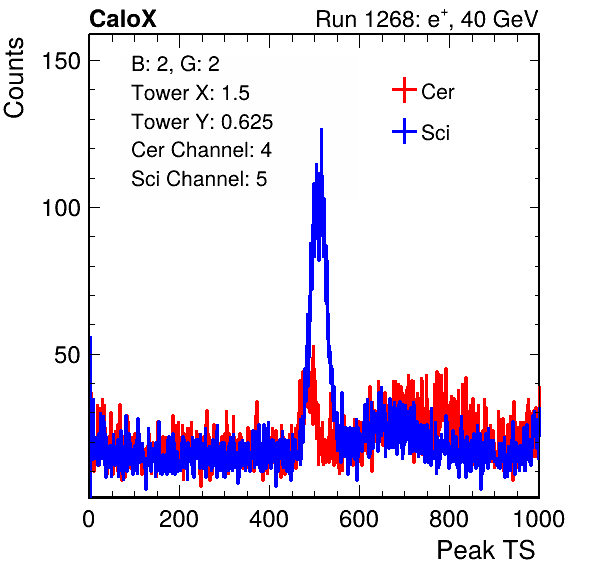 CaloX
Run 1268: e+, 40 GeV
Counts
B: 2, G: 2
Tower X: 1.5
Tower Y: 0.625
Cer Channel: 4
Sci Channel: 5
Cer
Sci
150
100
50
0 200 400 600 800 1000
Peak TS